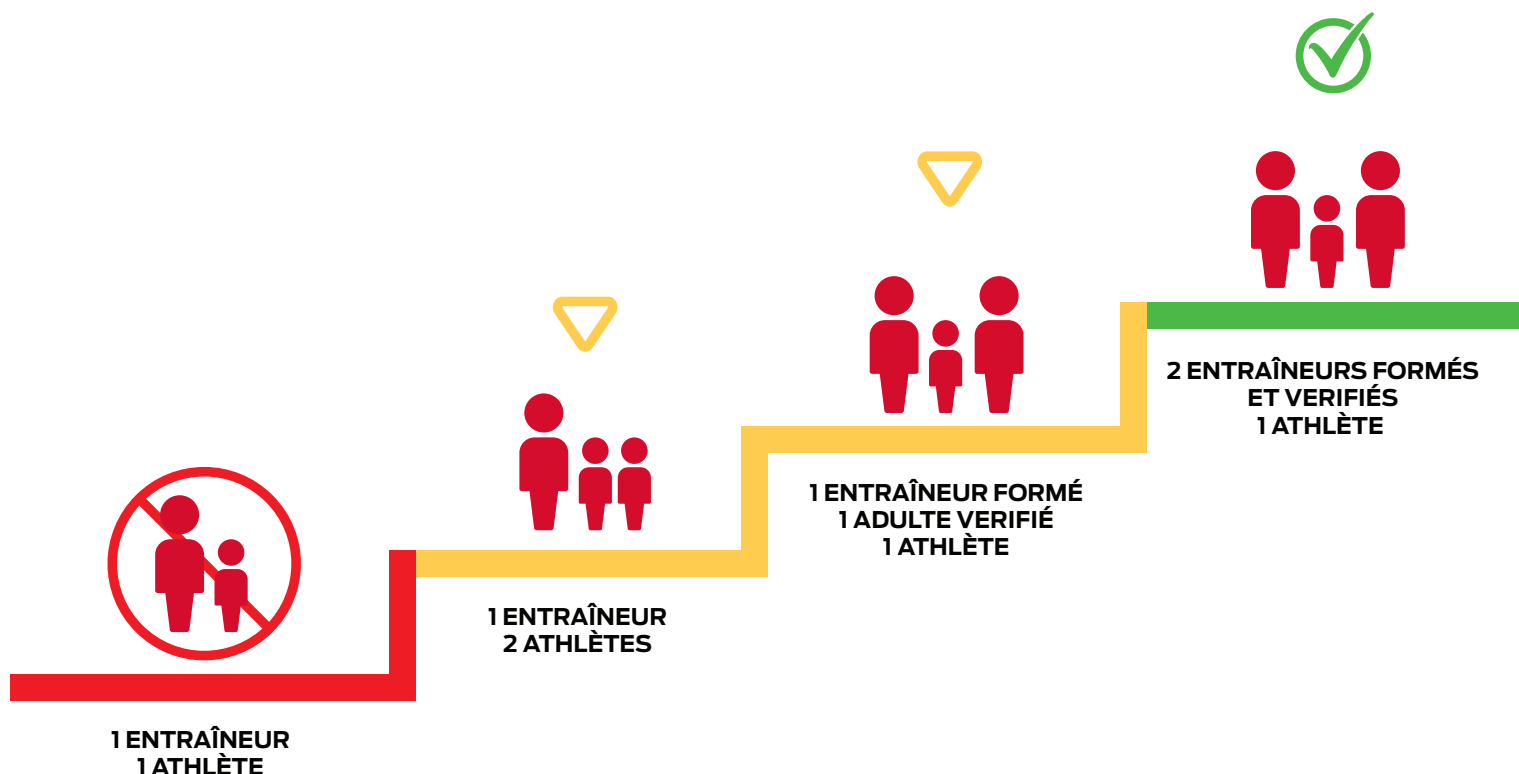 2 ENTRAÎNEURS FORMÉS
ET VERIFIÉS
1 ATHLÈTE
1 ENTRAÎNEUR FORMÉ
1 ADULTE VERIFIÉ
1 ATHLÈTE
1 ENTRAÎNEUR
2 ATHLÈTES
1 ENTRAÎNEUR
1 ATHLÈTE